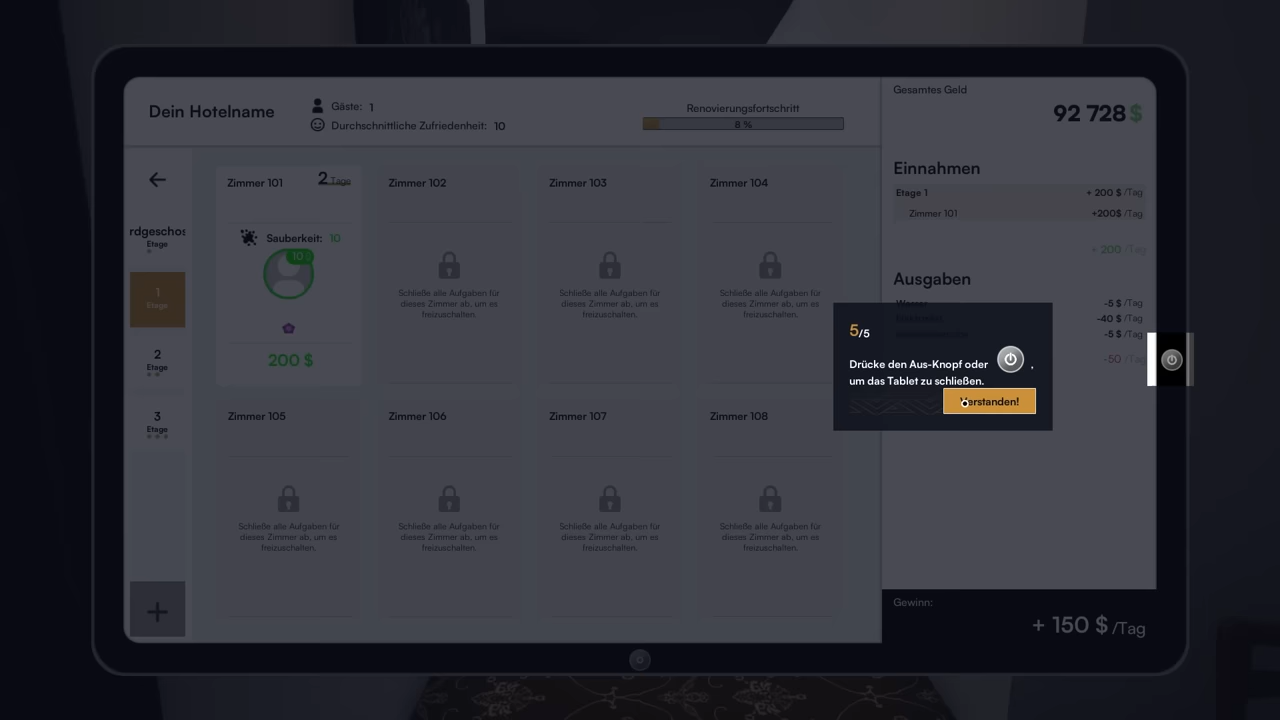 Dein Hotelname
Gäste: 1
Durchschnittliche Zufriedenheit: 10
Renovierungsfortschritt
8 %
Gesamtes Geld
92 728 $
rdgeschos
Etage
1
Etage
2
Etage
3
Etage
Zimmer 101
2 Tage
Sauberkeit: 10
10
200 $
Zimmer 102
Schließe alle Aufgaben für
dieses Zimmer ab, um es
freizuschalten.
Zimmer 103
Schließe alle Aufgaben für
dieses Zimmer ab, um es
freizuschalten.
Zimmer 104
Schließe alle Aufgaben für
dieses Zimmer ab, um es
freizuschalten.
Zimmer 105
Schließe alle Aufgaben für
dieses Zimmer ab, um es
freizuschalten.
Zimmer 106
Schließe alle Aufgaben für
dieses Zimmer ab, um es
freizuschalten.
Zimmer 107
Schließe alle Aufgaben für
dieses Zimmer ab, um es
freizuschalten.
Zimmer 108
Schließe alle Aufgaben für
dieses Zimmer ab, um es
freizuschalten.
Einnahmen
Etage 1 + 200 $ /Tag
Zimmer 101 +200$ /Tag
+ 200 /Tag
Ausgaben
-5 $ /Tag
-40 $ /Tag
-5 $ /Tag
-50 /Tag
5/5
Drücke den Aus-Knopf oder ,
um das Tablet zu schließen.
Verstanden!
Gewinn:
+ 150 $ /Tag